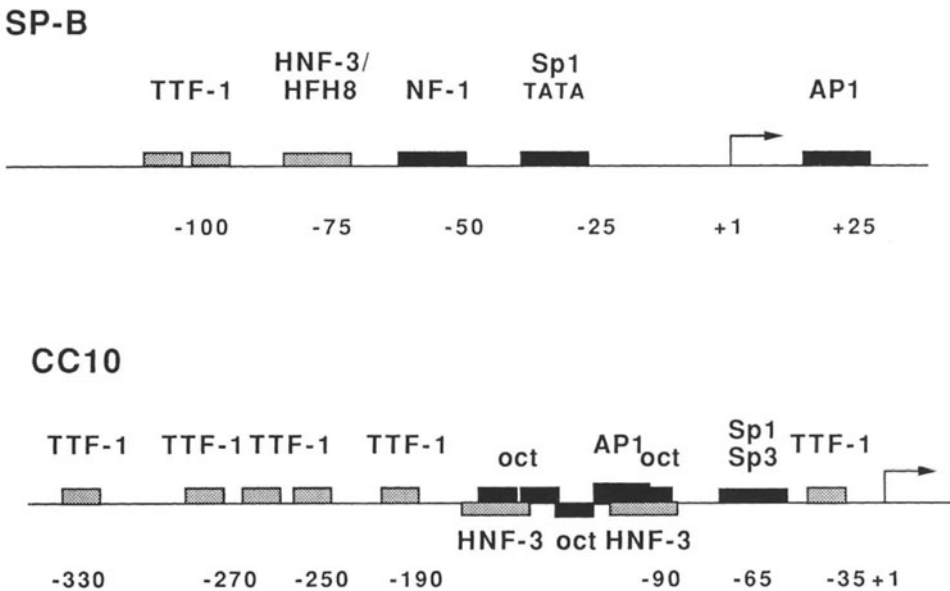 SP-B
HNF-3/ Sp1
TTF-1 HFH8 NF-1 TATA AP1
-100 -75 -50 -25 +1 +25
CC10
Sp1
TTF-1 TTF-1 TTF-1 TTF-1 oct AP1 oct Sp3 TTF-1
HNF-3 oct HNF-3
-330 -270 -250 -190 -90 -65 -35 +1